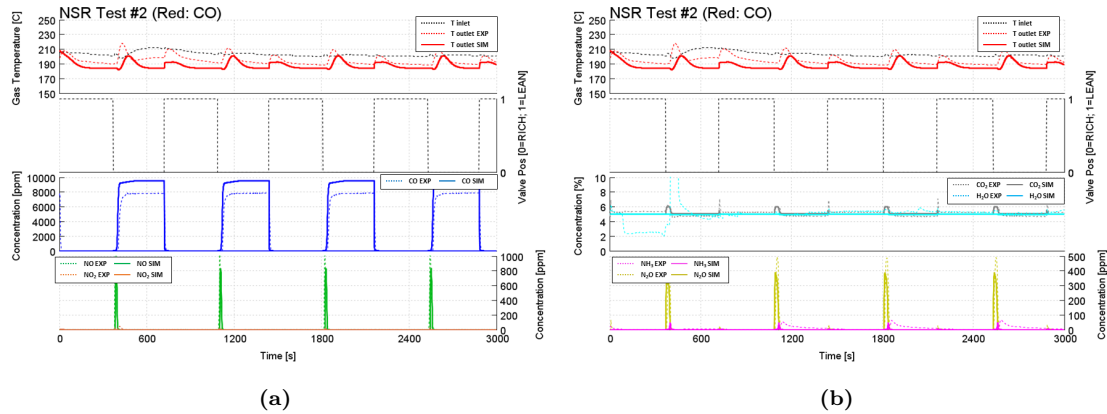 NSR Test #2 (Red: CO)
Gas Temperature [C]
250
230
210
190
170
150
T inlet
T outlet EXP
T outlet SIM
1
0
Valve Pos [0=RICH; 1=LEAN]
Concentration [ppm]
10000
8000
6000
4000
2000
0
CO EXP CO SIM
NO EXP NO SIM
NO₂ EXP NO₂ SIM
1000
800
600
400
200
0
Concentration [ppm]
0 600 1200 1800 2400 3000
Time [s]
(a)
NSR Test #2 (Red: CO)
Gas Temperature [C]
250
230
210
190
170
150
T inlet
T outlet EXP
T outlet SIM
1
0
Valve Pos [0=RICH; 1=LEAN]
Concentration [%]
10
8
6
4
2
0
CO₂ EXP CO₂ SIM
H₂O EXP H₂O SIM
NH₃ EXP NH₃ SIM
N₂O EXP N₂O SIM
500
400
300
200
100
0
Concentration [ppm]
0 600 1200 1800 2400 3000
Time [s]
(b)